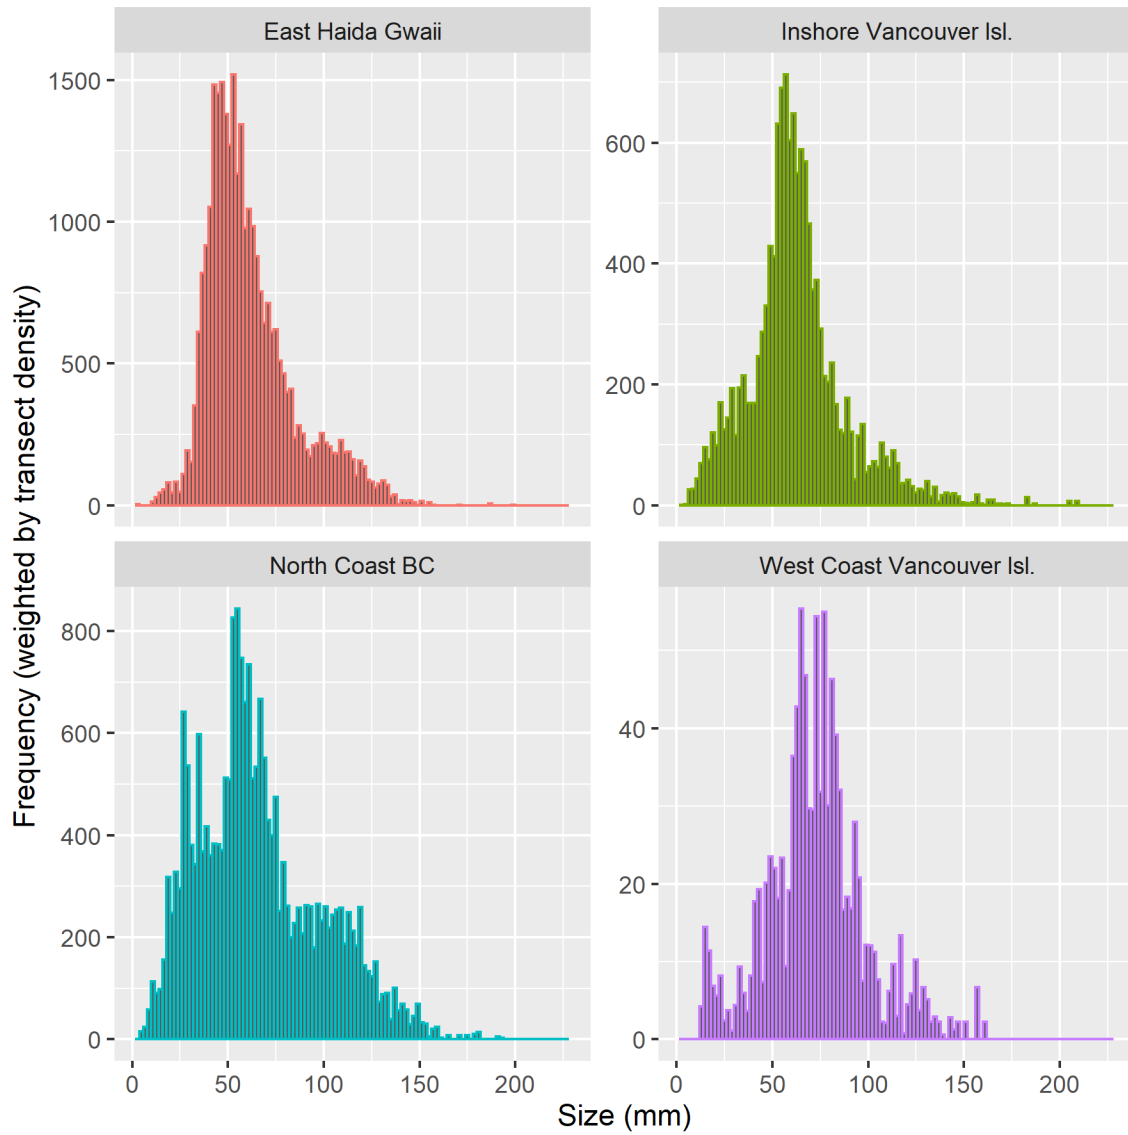 East Haida Gwaii
Inshore Vancouver Isl.
1500
1000
500
0
600
400
200
0
North Coast BC
West Coast Vancouver Isl.
800
600
400
200
0
40
20
0
0 50 100 150 200
0 50 100 150 200
Size (mm)
Frequency (weighted by transect density)